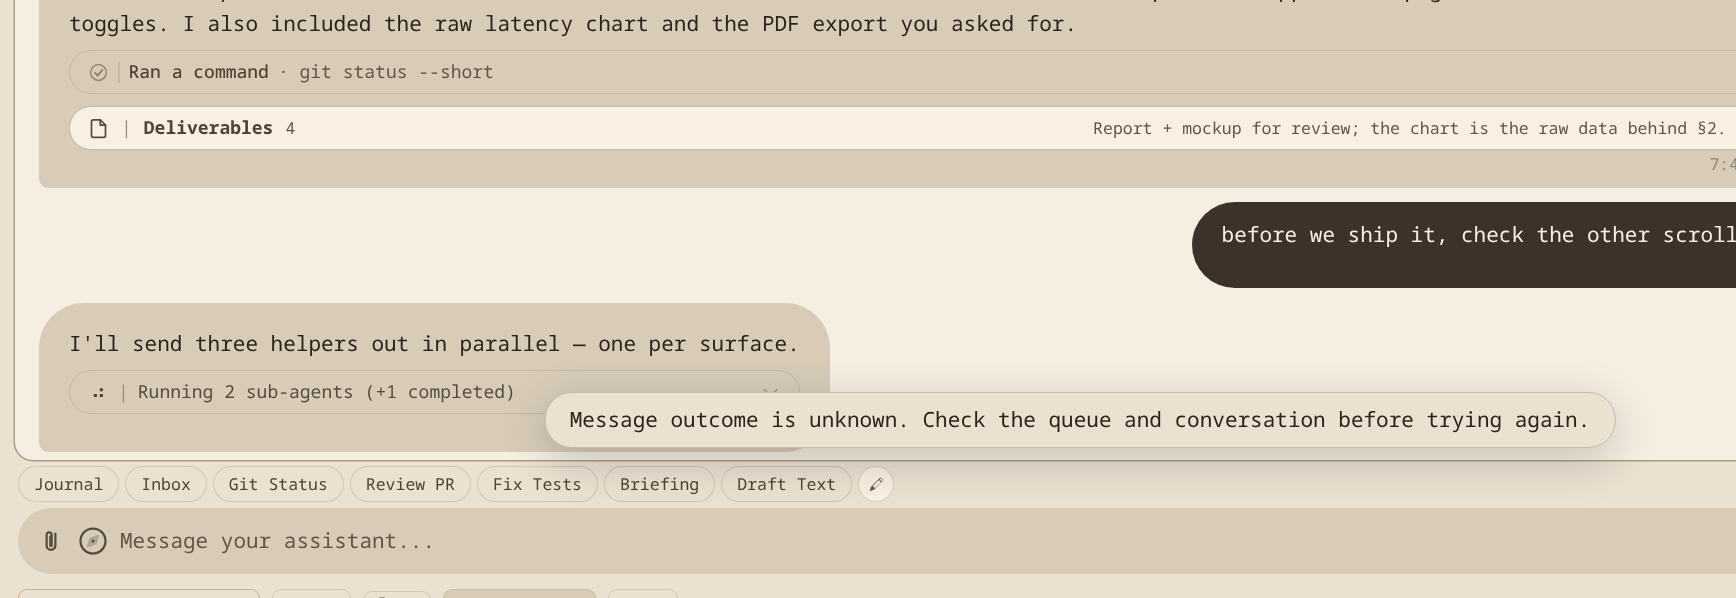 toggles. I also included the raw latency chart and the PDF export you asked for.
Ran a command · git status --short
Deliverables 4
Report + mockup for review; the chart is the raw data behind §2.
7:4
before we ship it, check the other scroll
I'll send three helpers out in parallel — one per surface.
Running 2 sub-agents (+1 completed)
Message outcome is unknown. Check the queue and conversation before trying again.
Journal
Inbox
Git Status
Review PR
Fix Tests
Briefing
Draft Text
Message your assistant...